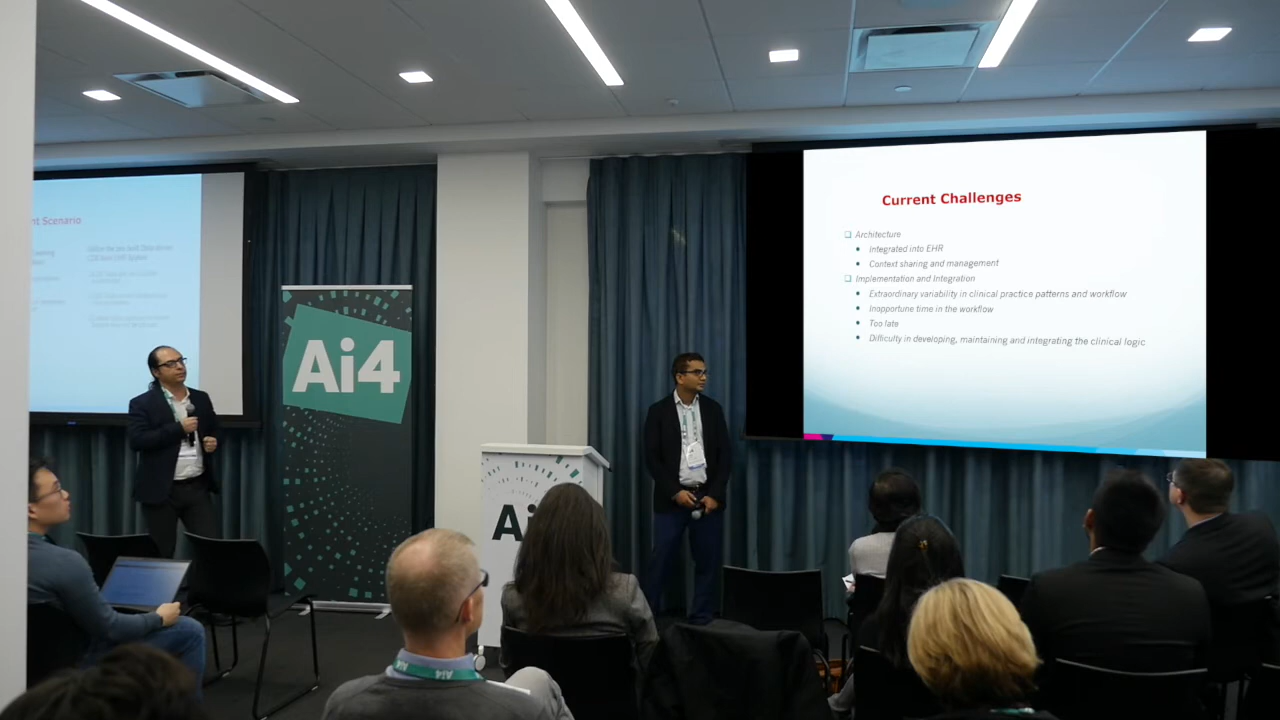 nt Scenario
Ai4
Ai
Current Challenges
❑ Architecture
• Integrated into EHR
• Context sharing and management
❑ Implementation and Integration
• Extraordinary variability in clinical practice patterns and workflow
• Inopportune time in the workflow
• Too late
• Difficulty in developing, maintaining and integrating the clinical logic
Ai4